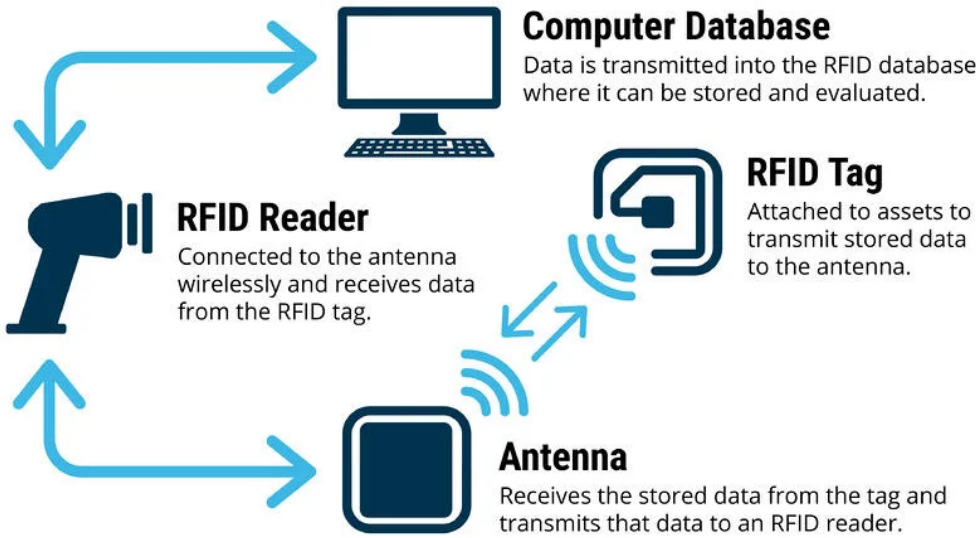 Computer Database
Data is transmitted into the RFID database
where it can be stored and evaluated.
RFID Tag
Attached to assets to
transmit stored data
to the antenna.
RFID Reader
Connected to the antenna
wirelessly and receives data
from the RFID tag.
Antenna
Receives the stored data from the tag and
transmits that data to an RFID reader.